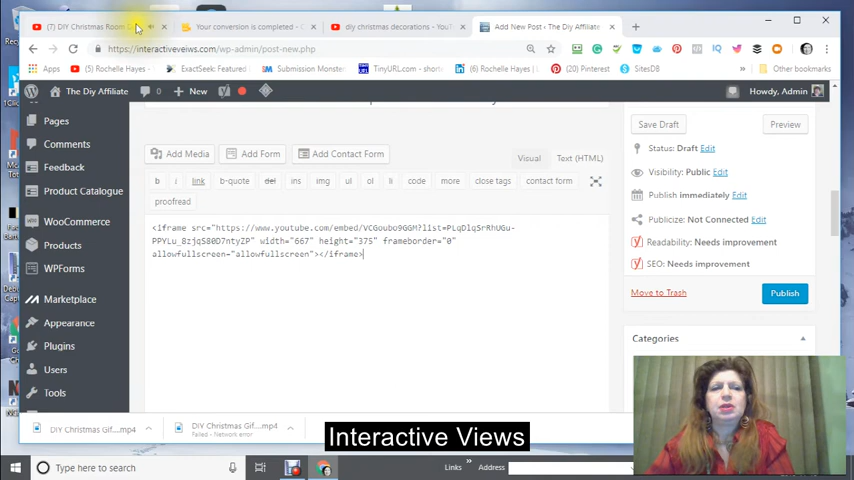 (7) DIY Christmas Room
Your conversion is completed - C
diy christmas decorations - YouT
Add New Post ‹ The Diy Affiliate
https://interactiveveiws.com/wp-admin/post-new.php
Apps
(5) Rochelle Hayes |
ExactSeek: Featured
Submission Monster
TinyURL.com - short
(6) Rochelle Hayes
(20) Pinterest
SitesDB
Other bookmarks
The Diy Affiliate
0
New
Howdy, Admin
Pages
Comments
Feedback
Product Catalogue
WooCommerce
Products
WPForms
Marketplace
Appearance
Plugins
Users
Tools
Add Media
Add Form
Add Contact Form
Visual
Text (HTML)
b
i
link
b-quote
del
ins
img
ul
ol
li
code
more
close tags
contact form
proofread
<iframe src="https://www.youtube.com/embed/VCGoubo9GGM?list=PLqDlqSrRhUGu-
PPYLu_8zjqS80D7ntyZP" width="667" height="375" frameborder="0"
allowfullscreen="allowfullscreen"></iframe>
Save Draft
Preview
Status: Draft Edit
Visibility: Public Edit
Publish immediately Edit
Publicize: Not Connected Edit
Readability: Needs improvement
SEO: Needs improvement
Move to Trash
Publish
Categories
DIY Christmas Gif....mp4
DIY Christmas Gif....mp4
Failed - Network error
Interactive Views
Type here to search
Links
Address